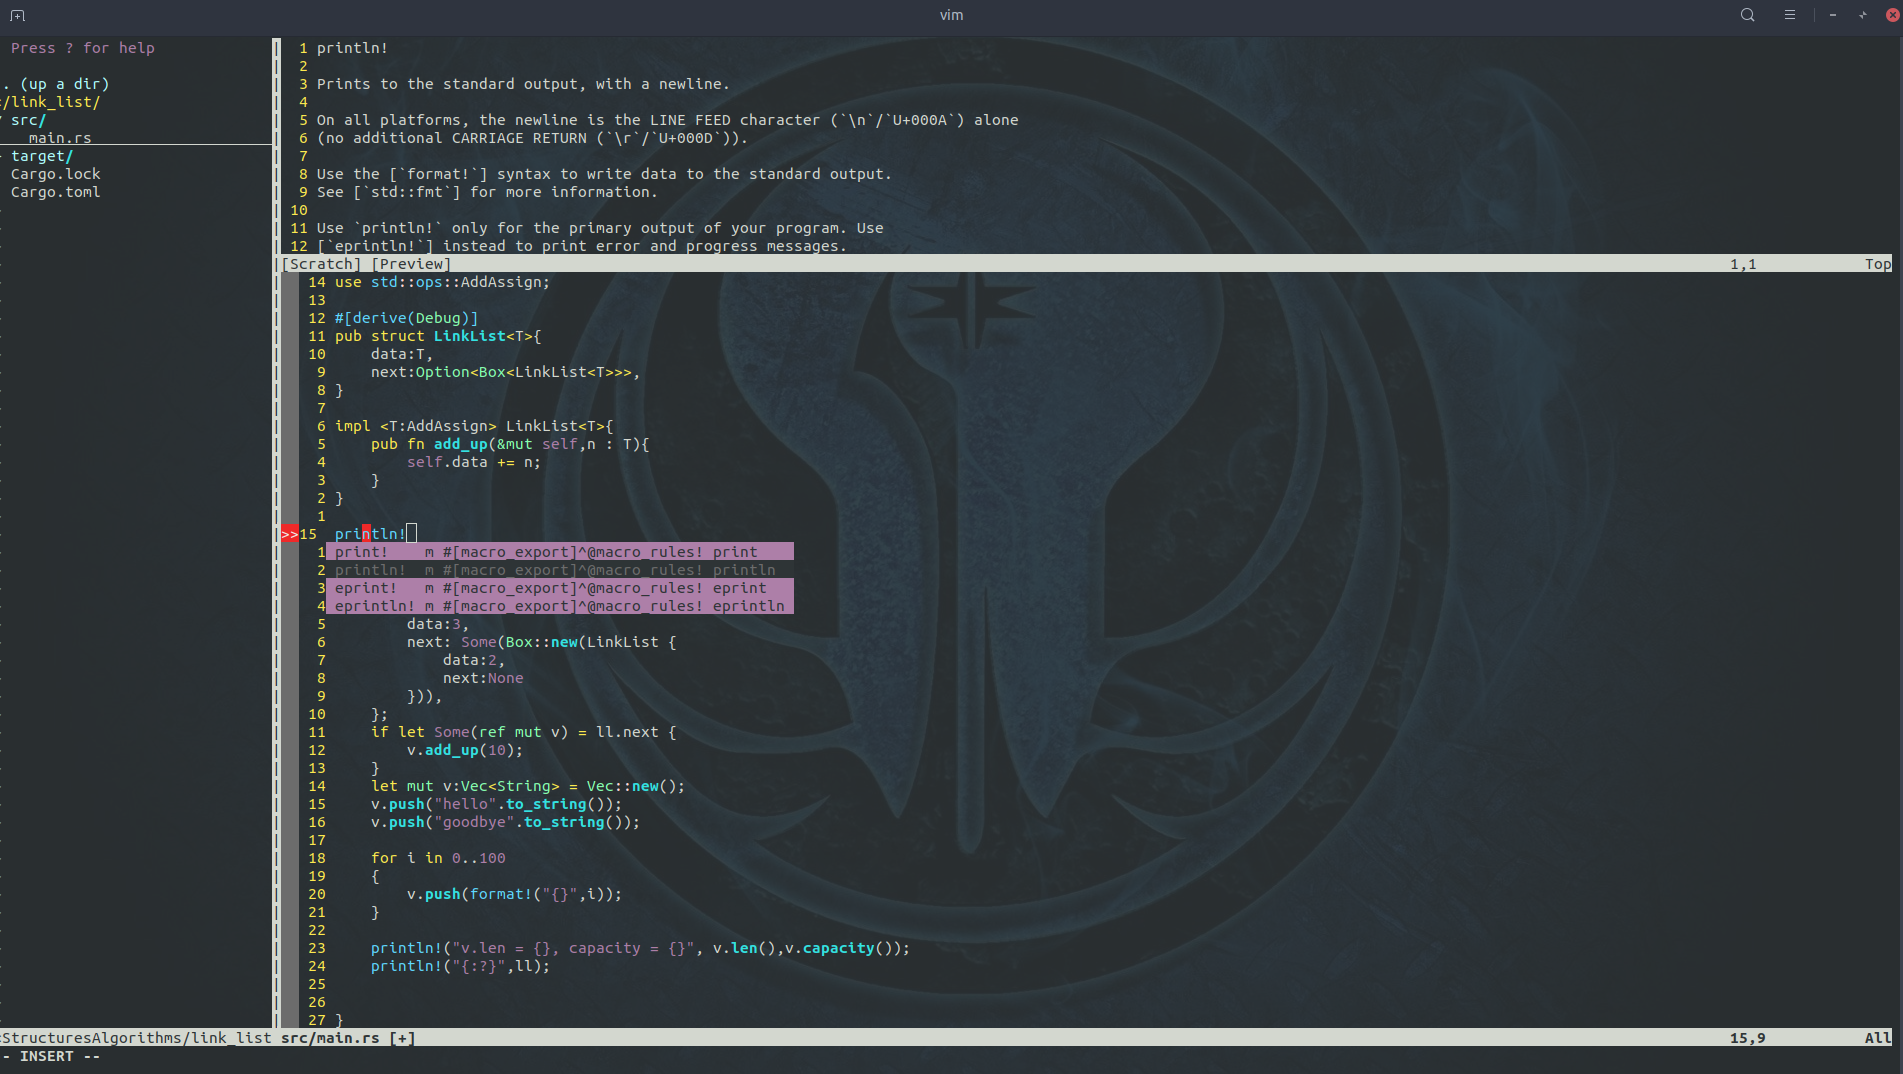 vim
Press ? for help
.. (up a dir)
/link_list/
src/
main.rs
target/
Cargo.lock
Cargo.toml
1 println!
2
3 Prints to the standard output, with a newline.
4
5 On all platforms, the newline is the LINE FEED character (`\n`/`U+000A`) alone
6 (no additional CARRIAGE RETURN (`\r`/`U+000D`)).
7
8 Use the [`format!`] syntax to write data to the standard output.
9 See [`std::fmt`] for more information.
10
11 Use `println!` only for the primary output of your program. Use
12 [`eprintln!`] instead to print error and progress messages.
[Scratch] [Preview] 1,1 Top
14 use std::ops::AddAssign;
13
12 #[derive(Debug)]
11 pub struct LinkList<T>{
10     data:T,
9     next:Option<Box<LinkList<T>>>,
8 }
7
6 impl <T:AddAssign> LinkList<T>{
5     pub fn add_up(&mut self,n : T){
4         self.data += n;
3     }
2 }
1
>>15 println!
1 print!    m #[macro_export]^@macro_rules! print
2 println!  m #[macro_export]^@macro_rules! println
3 eprint!   m #[macro_export]^@macro_rules! eprint
4 eprintln! m #[macro_export]^@macro_rules! eprintln
5         data:3,
6         next: Some(Box::new(LinkList {
7             data:2,
8             next:None
9         })),
10     };
11     if let Some(ref mut v) = ll.next {
12         v.add_up(10);
13     }
14     let mut v:Vec<String> = Vec::new();
15     v.push("hello".to_string());
16     v.push("goodbye".to_string());
17
18     for i in 0..100
19     {
20         v.push(format!("{}",i));
21     }
22
23     println!("v.len = {}, capacity = {}", v.len(),v.capacity());
24     println!("{:?}",ll);
25
26
27 }
StructuresAlgorithms/link_list src/main.rs [+] 15,9 All
- INSERT --